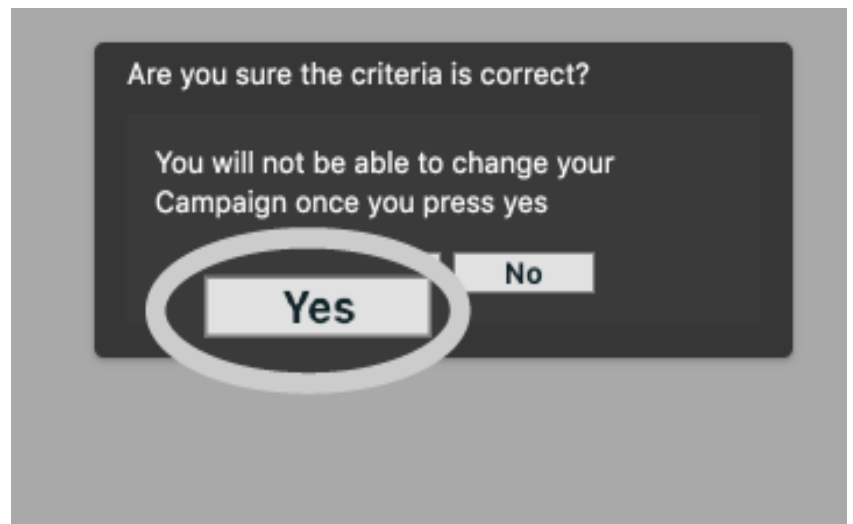 Are you sure the criteria is correct?
You will not be able to change your
Campaign once you press yes
Yes
No